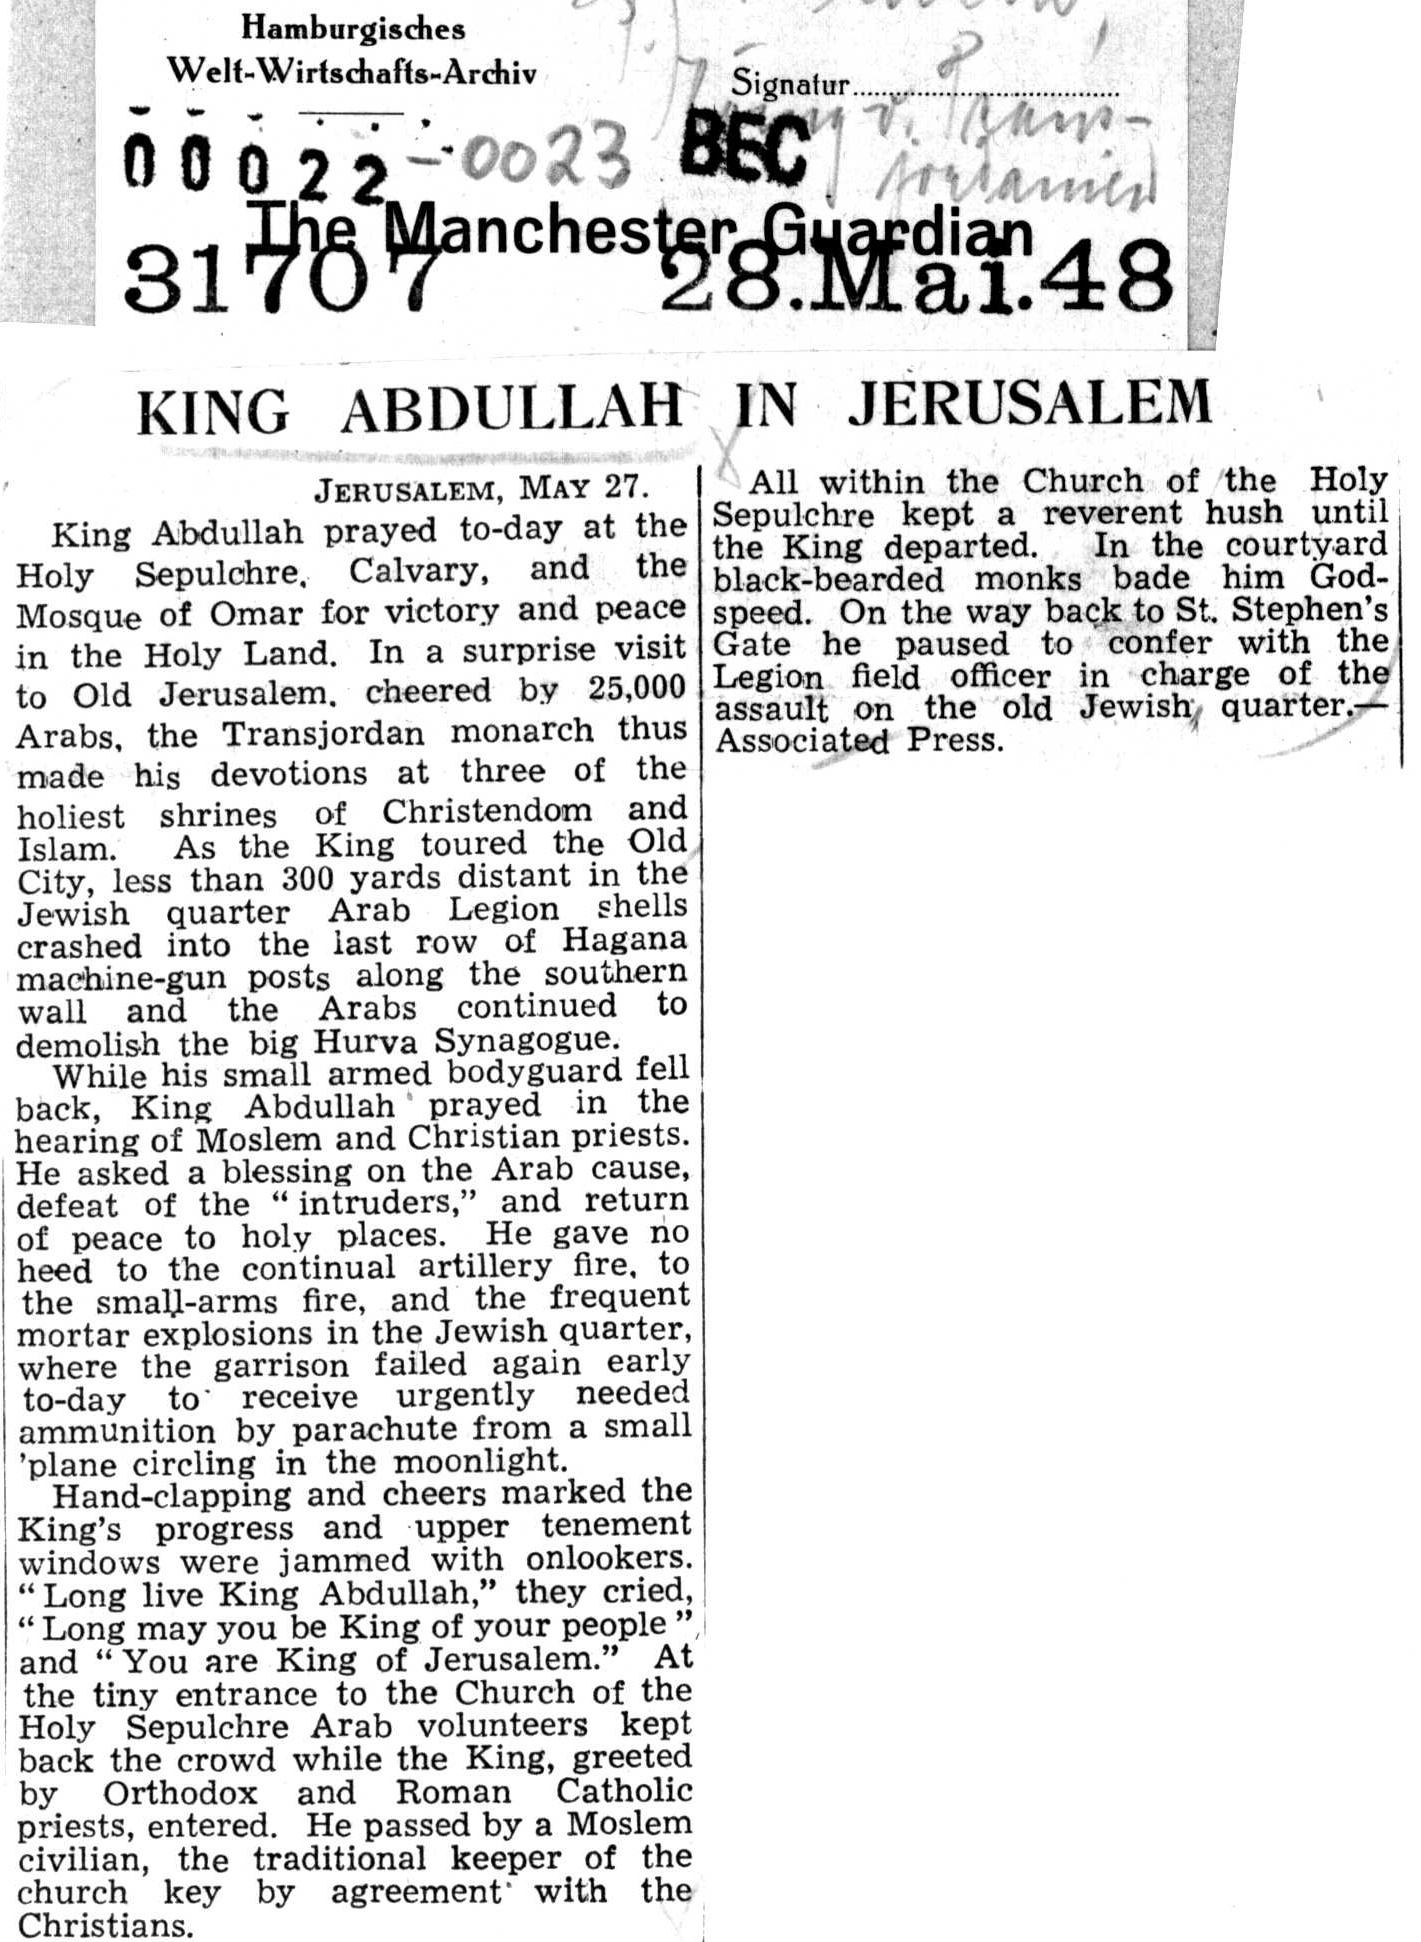 Hamburgisches
Welt-Wirtschafts-Archiv
Signatur
8
00022-0023 BEC
The Manchester Guardian
31707 28.Mai.48
KING ABDULLAH IN JERUSALEM
JERUSALEM, MAY 27.
King Abdullah prayed to-day at the
Holy Sepulchre, Calvary, and the
Mosque of Omar for victory and peace
in the Holy Land. In a surprise visit
to Old Jerusalem, cheered by 25,000
Arabs, the Transjordan monarch thus
made his devotions at three of the
holiest shrines of Christendom and
Islam. As the King toured the Old
City, less than 300 yards distant in the
Jewish quarter Arab Legion shells
crashed into the last row of Hagana
machine-gun posts along the southern
wall and the Arabs continued to
demolish the big Hurva Synagogue.
While his small armed bodyguard fell
back, King Abdullah prayed in the
hearing of Moslem and Christian priests.
He asked a blessing on the Arab cause,
defeat of the “intruders,” and return
of peace to holy places. He gave no
heed to the continual artillery fire, to
the small-arms fire, and the frequent
mortar explosions in the Jewish quarter,
where the garrison failed again early
to-day to receive urgently needed
ammunition by parachute from a small
’plane circling in the moonlight.
Hand-clapping and cheers marked the
King’s progress and upper tenement
windows were jammed with onlookers.
“Long live King Abdullah,” they cried,
“Long may you be King of your people”
and “You are King of Jerusalem.” At
the tiny entrance to the Church of the
Holy Sepulchre Arab volunteers kept
back the crowd while the King, greeted
by Orthodox and Roman Catholic
priests, entered. He passed by a Moslem
civilian, the traditional keeper of the
church key by agreement with the
Christians.
All within the Church of the Holy
Sepulchre kept a reverent hush until
the King departed. In the courtyard
black-bearded monks bade him God-
speed. On the way back to St. Stephen’s
Gate he paused to confer with the
Legion field officer in charge of the
assault on the old Jewish quarter.—
Associated Press.